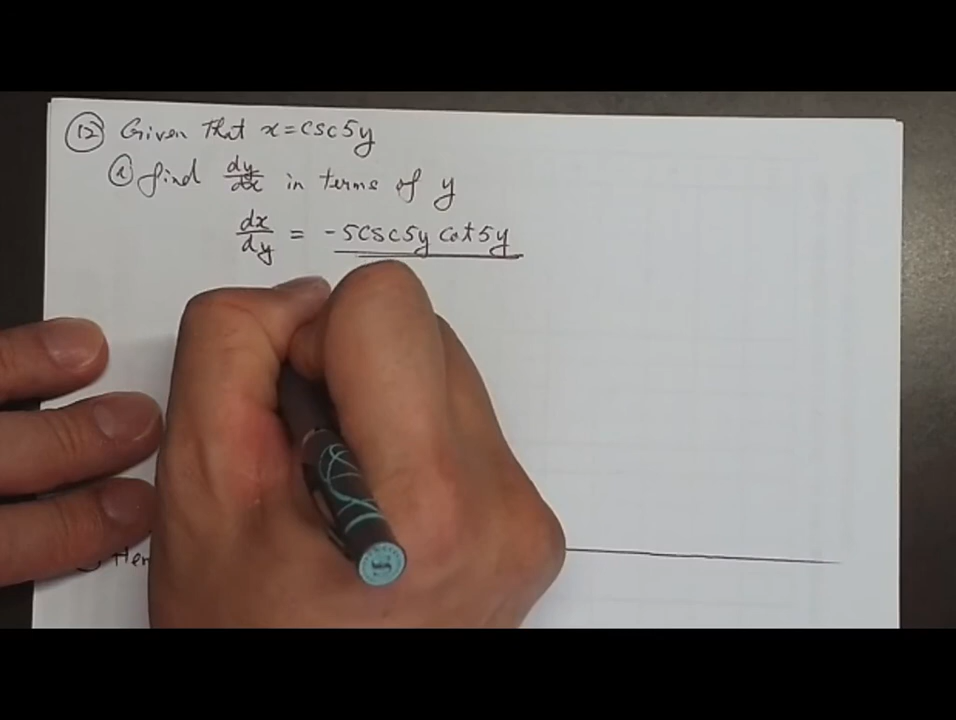 ⑫ Given that x = csc5y
ⓐ find dy/dx in terms of y
dx/dy = -5csc5y cot5y